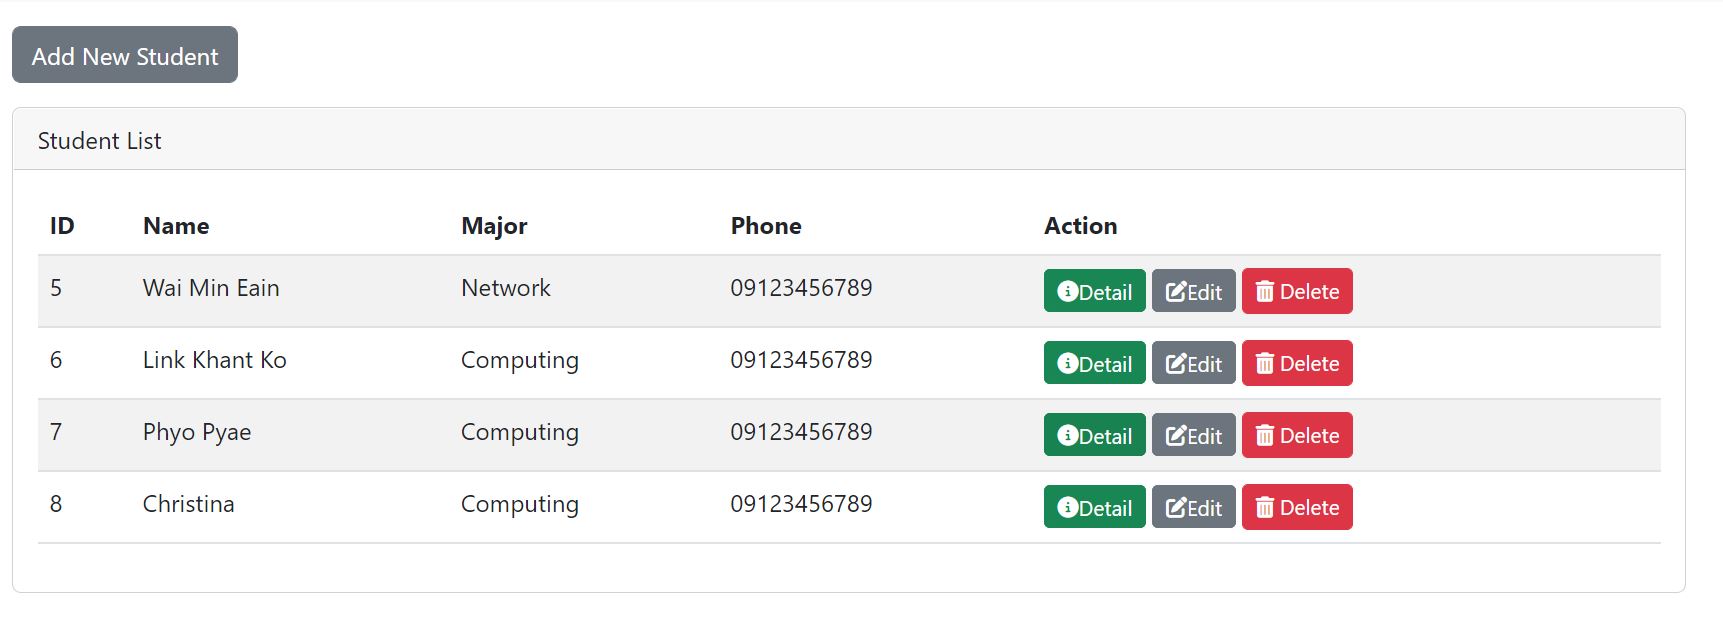 Add New Student
Student List
ID Name Major Phone Action
5 Wai Min Eain Network 09123456789 Detail Edit Delete
6 Link Khant Ko Computing 09123456789 Detail Edit Delete
7 Phyo Pyae Computing 09123456789 Detail Edit Delete
8 Christina Computing 09123456789 Detail Edit Delete